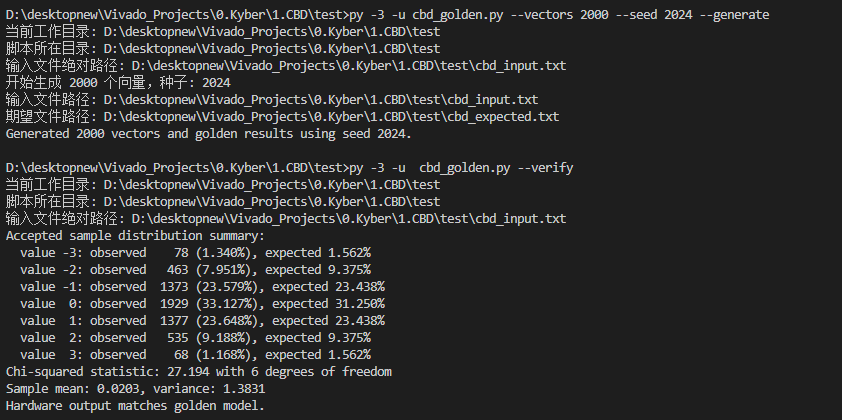 D:\desktopnew\Vivado_Projects\0.Kyber\1.CBD\test>py -3 -u cbd_golden.py --vectors 2000 --seed 2024 --generate
当前工作目录: D:\desktopnew\Vivado_Projects\0.Kyber\1.CBD\test
脚本所在目录: D:\desktopnew\Vivado_Projects\0.Kyber\1.CBD\test
输入文件绝对路径: D:\desktopnew\Vivado_Projects\0.Kyber\1.CBD\test\cbd_input.txt
开始生成 2000 个向量，种子: 2024
输入文件路径: D:\desktopnew\Vivado_Projects\0.Kyber\1.CBD\test\cbd_input.txt
期望文件路径: D:\desktopnew\Vivado_Projects\0.Kyber\1.CBD\test\cbd_expected.txt
Generated 2000 vectors and golden results using seed 2024.
D:\desktopnew\Vivado_Projects\0.Kyber\1.CBD\test>py -3 -u  cbd_golden.py --verify
当前工作目录: D:\desktopnew\Vivado_Projects\0.Kyber\1.CBD\test
脚本所在目录: D:\desktopnew\Vivado_Projects\0.Kyber\1.CBD\test
输入文件绝对路径: D:\desktopnew\Vivado_Projects\0.Kyber\1.CBD\test\cbd_input.txt
Accepted sample distribution summary:
  value -3: observed    78 (1.340%), expected 1.562%
  value -2: observed   463 (7.951%), expected 9.375%
  value -1: observed  1373 (23.579%), expected 23.438%
  value  0: observed  1929 (33.127%), expected 31.250%
  value  1: observed  1377 (23.648%), expected 23.438%
  value  2: observed   535 (9.188%), expected 9.375%
  value  3: observed    68 (1.168%), expected 1.562%
Chi-squared statistic: 27.194 with 6 degrees of freedom
Sample mean: 0.0203, variance: 1.3831
Hardware output matches golden model.